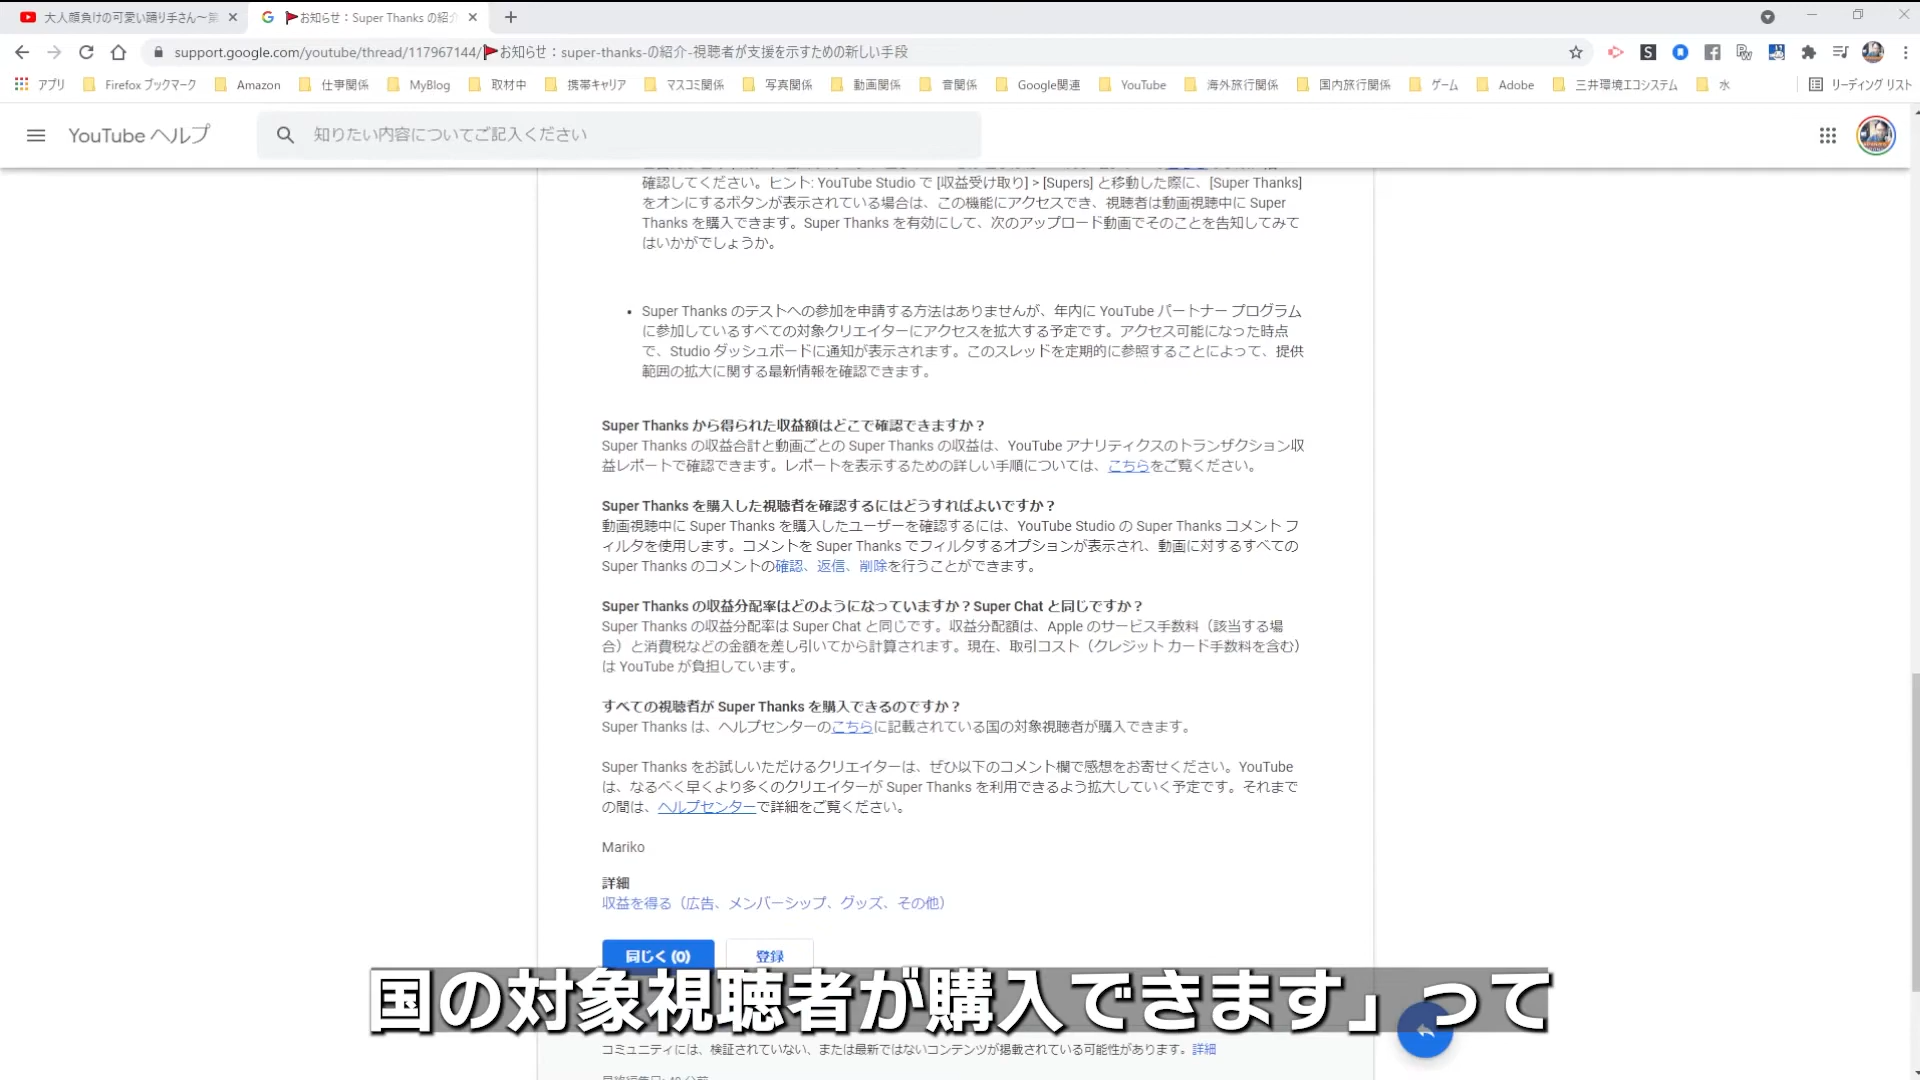 大人顔負けの可愛い踊り手さん～第
お知らせ：Super Thanks の紹介
support.google.com/youtube/thread/117967144/🚩お知らせ：super-thanks-の紹介-視聴者が支援を示すための新しい手段
アプリ Firefox ブックマーク Amazon 仕事関係 MyBlog 取材中 携帯キャリア マスコミ関係 写真関係 動画関係 音関係 Google関連 YouTube 海外旅行関係 国内旅行関係 ゲーム Adobe 三井環境エコシステム 水 リーディング リスト
YouTube ヘルプ
知りたい内容についてご記入ください
確認してください。ヒント: YouTube Studio で [収益受け取り] > [Supers] と移動した際に、[Super Thanks]
をオンにするボタンが表示されている場合は、この機能にアクセスでき、視聴者は動画視聴中に Super
Thanks を購入できます。Super Thanks を有効にして、次のアップロード動画でそのことを告知してみて
はいかがでしょうか。
• Super Thanks のテストへの参加を申請する方法はありませんが、年内に YouTube パートナー プログラム
に参加しているすべての対象クリエイターにアクセスを拡大する予定です。アクセス可能になった時点
で、Studio ダッシュボードに通知が表示されます。このスレッドを定期的に参照することによって、提供
範囲の拡大に関する最新情報を確認できます。
Super Thanks から得られた収益額はどこで確認できますか？
Super Thanks の収益合計と動画ごとの Super Thanks の収益は、YouTube アナリティクスのトランザクション収
益レポートで確認できます。レポートを表示するための詳しい手順については、こちらをご覧ください。
Super Thanks を購入した視聴者を確認するにはどうすればよいですか？
動画視聴中に Super Thanks を購入したユーザーを確認するには、YouTube Studio の Super Thanks コメント フ
ィルタを使用します。コメントを Super Thanks でフィルタするオプションが表示され、動画に対するすべての
Super Thanks のコメントの確認、返信、削除を行うことができます。
Super Thanks の収益分配率はどのようになっていますか？Super Chat と同じですか？
Super Thanks の収益分配率は Super Chat と同じです。収益分配額は、Apple のサービス手数料（該当する場
合）と消費税などの金額を差し引いてから計算されます。現在、取引コスト（クレジット カード手数料を含む）
は YouTube が負担しています。
すべての視聴者が Super Thanks を購入できるのですか？
Super Thanks は、ヘルプセンターのこちらに記載されている国の対象視聴者が購入できます。
Super Thanks をお試しいただけるクリエイターは、ぜひ以下のコメント欄で感想をお寄せください。YouTube
は、なるべく早くより多くのクリエイターが Super Thanks を利用できるよう拡大していく予定です。それまで
の間は、ヘルプセンターで詳細をご覧ください。
Mariko
詳細
収益を得る（広告、メンバーシップ、グッズ、その他）
同じく (0) 登録
国の対象視聴者が購入できます」って
コミュニティには、検証されていない、または最新ではないコンテンツが掲載されている可能性があります。詳細